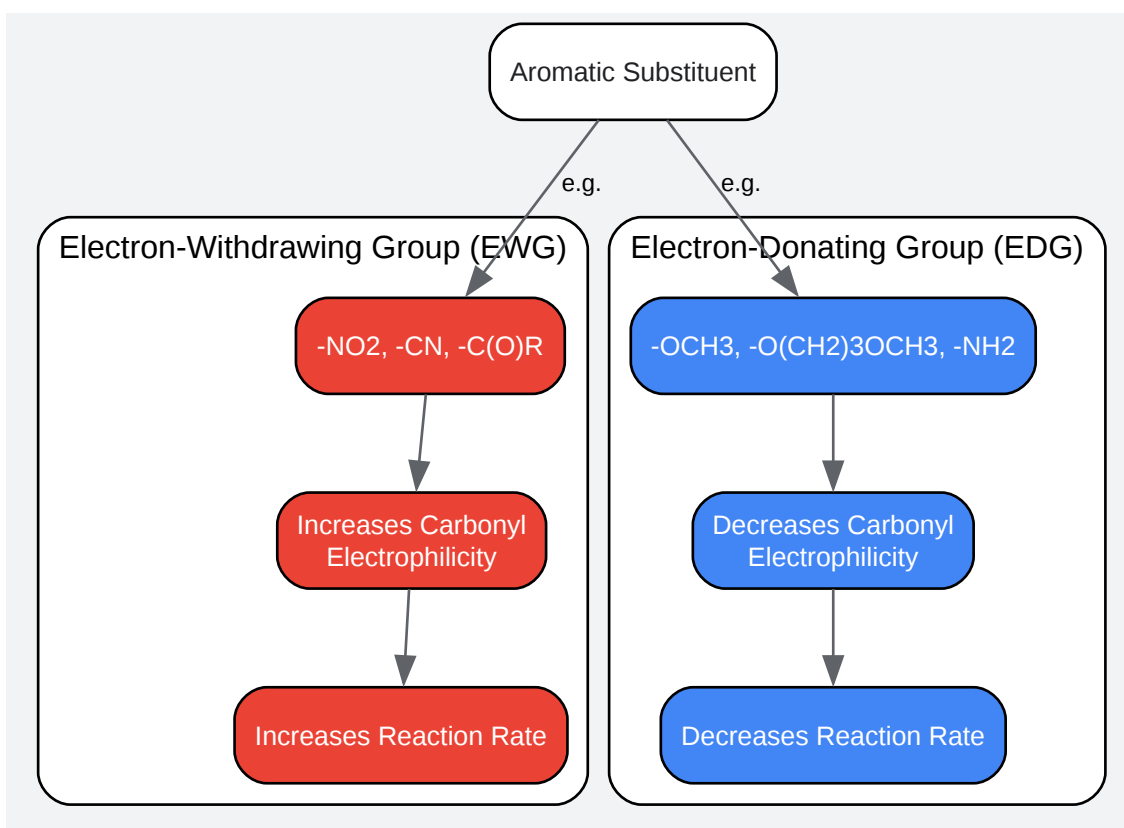 Aromatic Substituent
e.g.
e.g.
Electron-Withdrawing Group (EWG)
Electron-Donating Group (EDG)
-NO2, -CN, -C(O)R
-OCH3, -O(CH2)3OCH3, -NH2
Increases Carbonyl
Electrophilicity
Decreases Carbonyl
Electrophilicity
Increases Reaction Rate
Decreases Reaction Rate